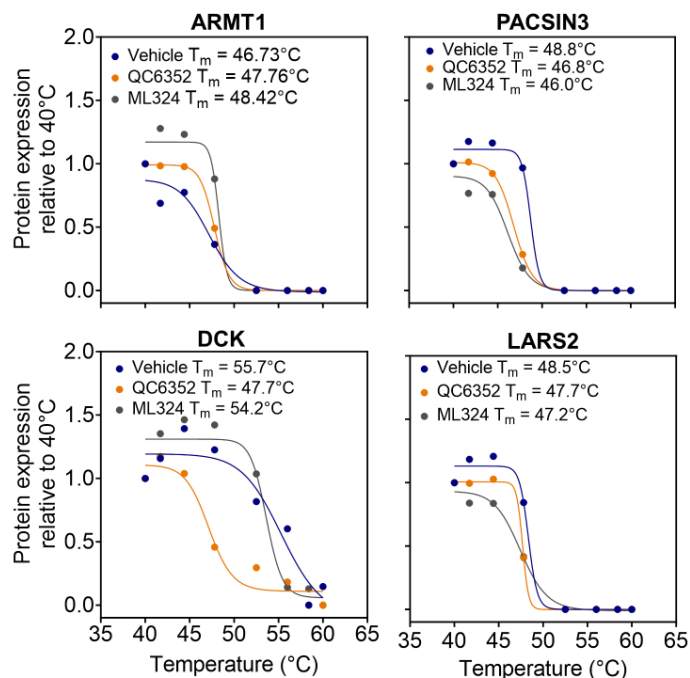 ARMT1
2.0
1.5
1.0
0.5
0.0
Protein expression
relative to 40°C
Vehicle Tm = 46.73°C
QC6352 Tm = 47.76°C
ML324 Tm = 48.42°C
PACSIN3
Vehicle Tm = 48.8°C
QC6352 Tm = 46.8°C
ML324 Tm = 46.0°C
DCK
2.0
1.5
1.0
0.5
0.0
Protein expression
relative to 40°C
Vehicle Tm = 55.7°C
QC6352 Tm = 47.7°C
ML324 Tm = 54.2°C
35 40 45 50 55 60 65
Temperature (°C)
LARS2
Vehicle Tm = 48.5°C
QC6352 Tm = 47.7°C
ML324 Tm = 47.2°C
35 40 45 50 55 60 65
Temperature (°C)